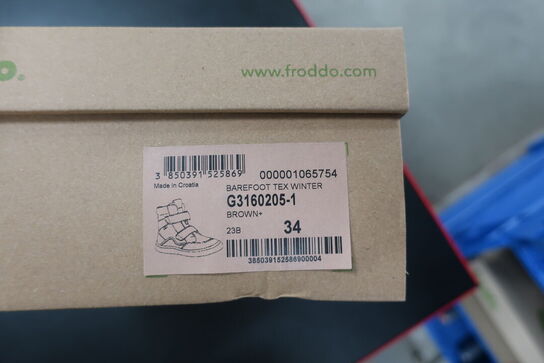 o®
www.froddo.com
3 850391 525869
000001065754
Made in Croatia
BAREFOOT TEX WINTER
G3160205-1
BROWN+
23B
34
385039152586900004